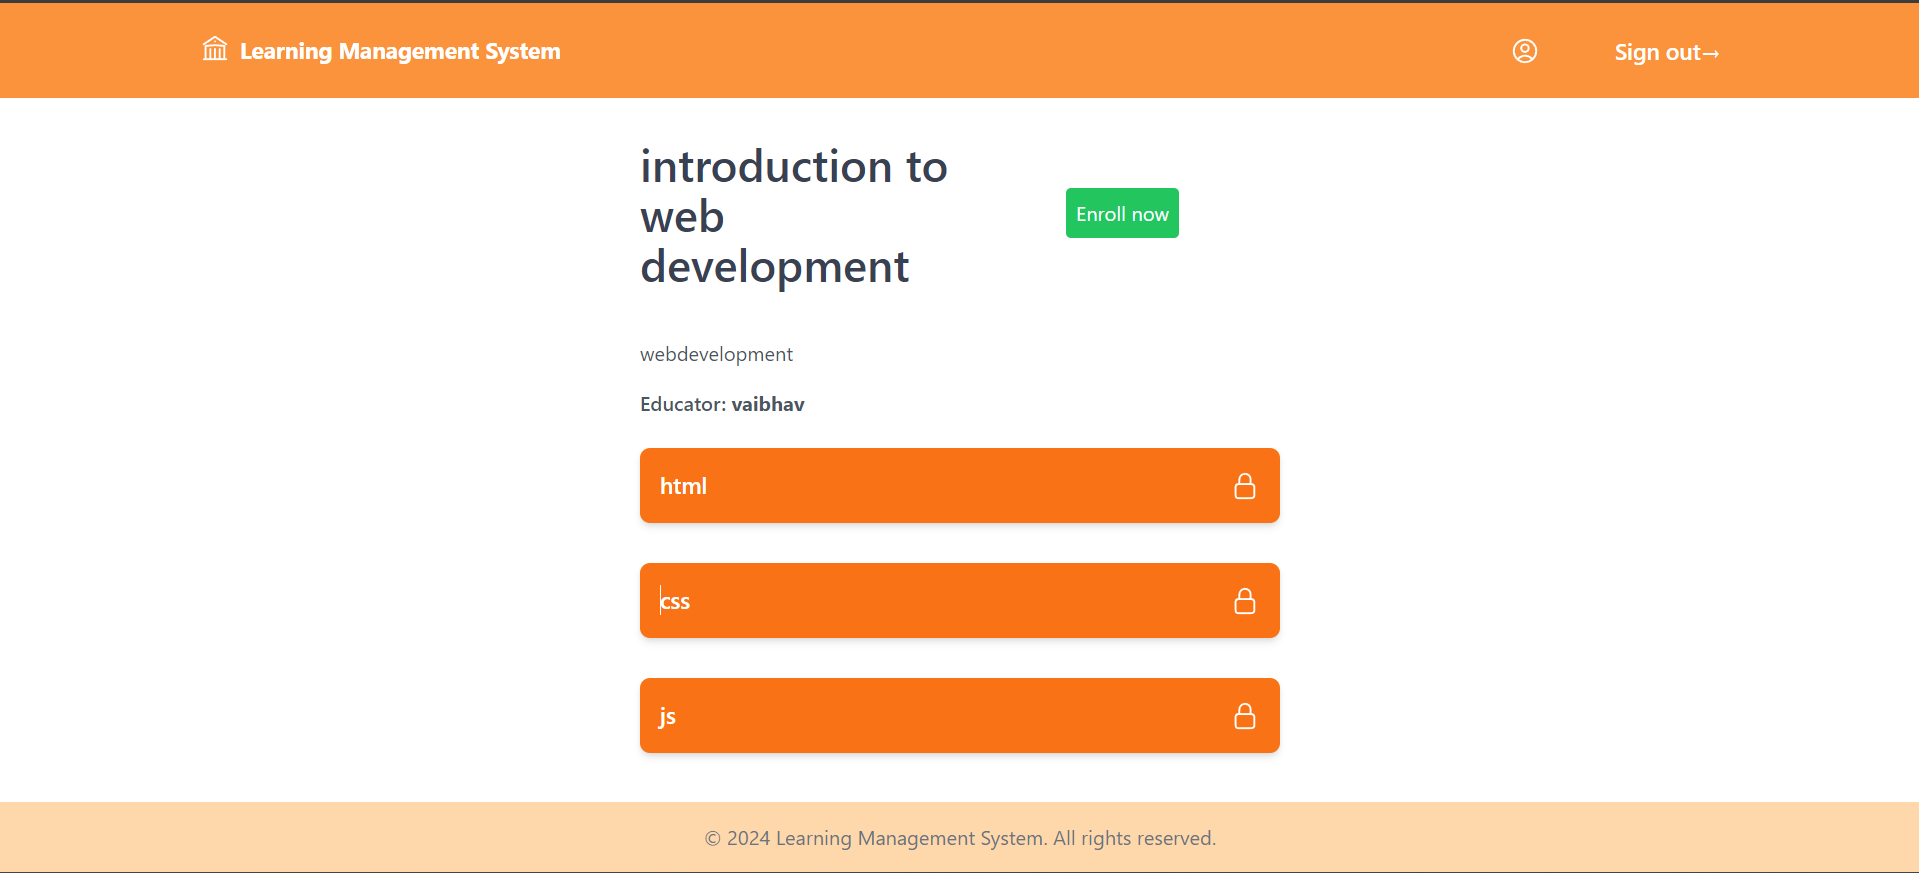 Learning Management System
Sign out→
introduction to
web
development
Enroll now
webdevelopment
Educator: vaibhav
html
css
js
© 2024 Learning Management System. All rights reserved.